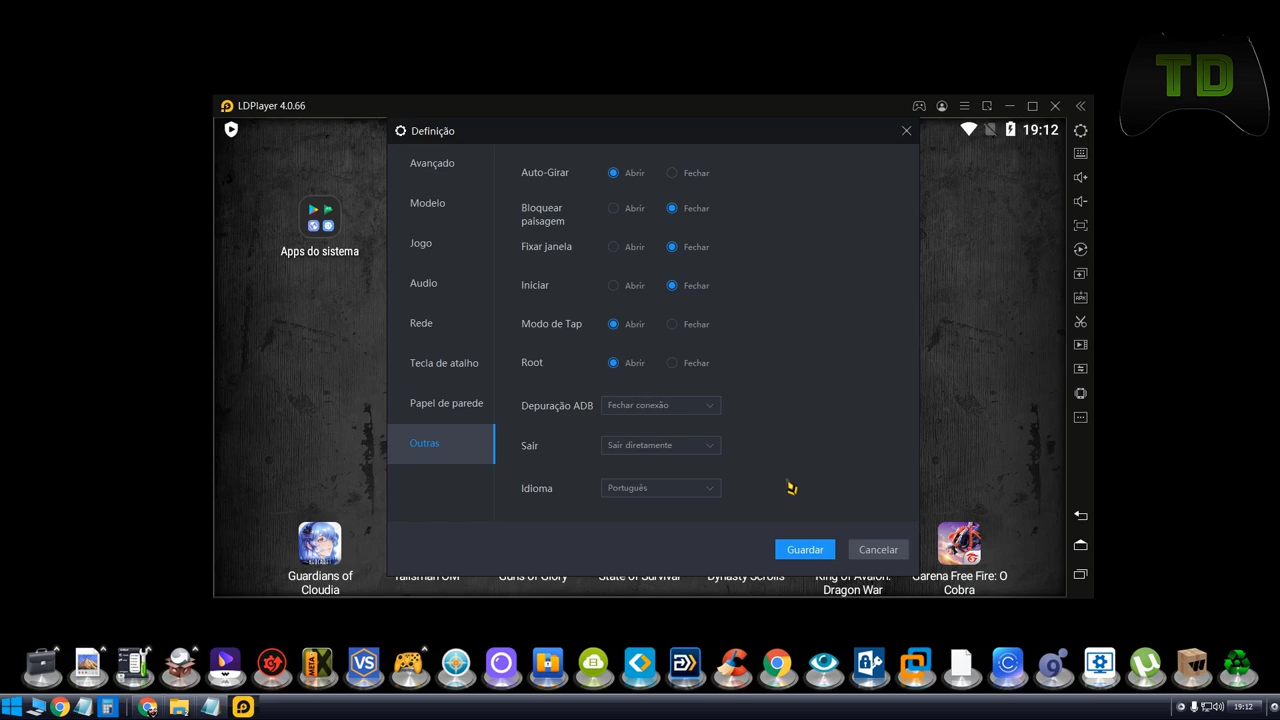 TD
LDPlayer 4.0.66
Definição
19:12
Avançado
Modelo
Jogo
Audio
Rede
Tecla de atalho
Papel de parede
Outras
Auto-Girar Abrir Fechar
Bloquear
paisagem Abrir Fechar
Fixar janela Abrir Fechar
Iniciar Abrir Fechar
Modo de Tap Abrir Fechar
Root Abrir Fechar
Depuração ADB Fechar conexão
Sair Sair diretamente
Idioma Português
Guardar Cancelar
Apps do sistema
APK
Guardians of
Cloudia
Talisman OM
Guns of Glory
State of Survival
Dynasty Scrolls
King of Avalon:
Dragon War
Garena Free Fire: O
Cobra
META
VS
19:12